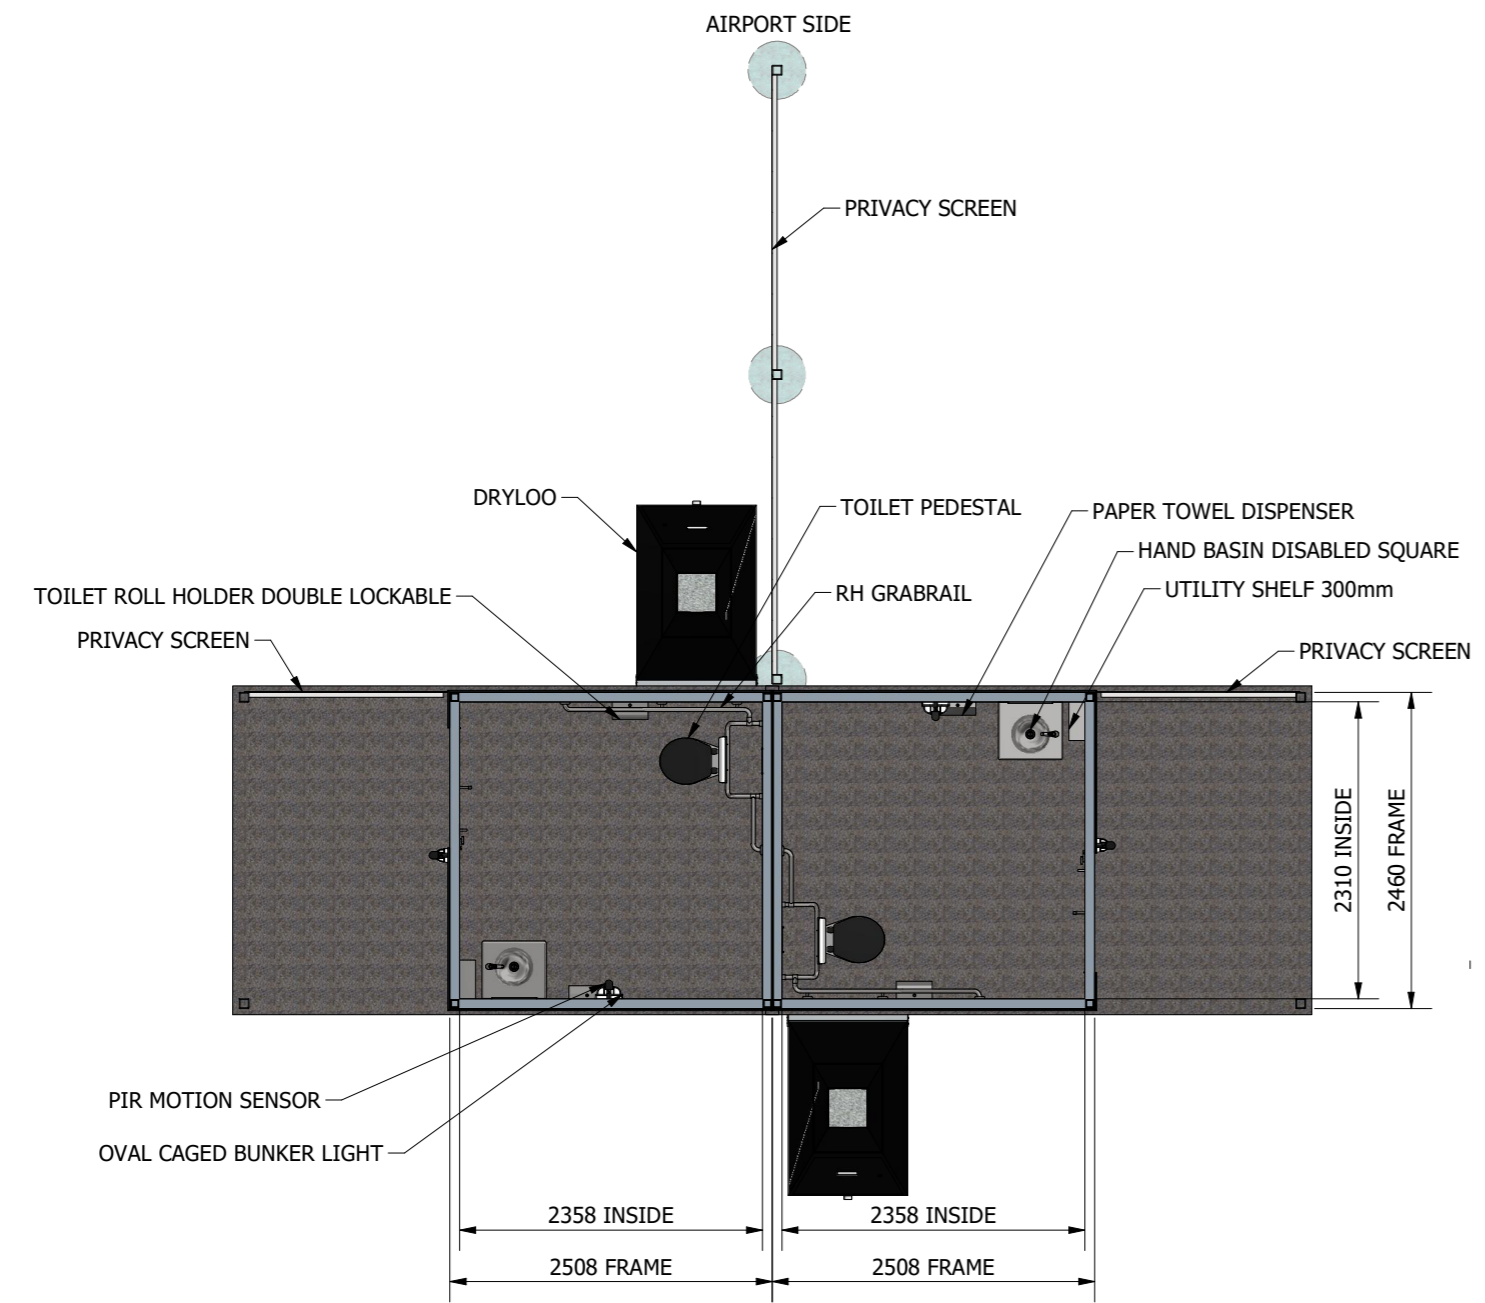 AIRPORT SIDE
PRIVACY SCREEN
DRYLOO
TOILET PEDESTAL
PAPER TOWEL DISPENSER
HAND BASIN DISABLED SQUARE
UTILITY SHELF 300mm
RH GRABRAIL
TOILET ROLL HOLDER DOUBLE LOCKABLE
PRIVACY SCREEN
PRIVACY SCREEN
2310 INSIDE
2460 FRAME
PIR MOTION SENSOR
OVAL CAGED BUNKER LIGHT
2358 INSIDE
2358 INSIDE
2508 FRAME
2508 FRAME